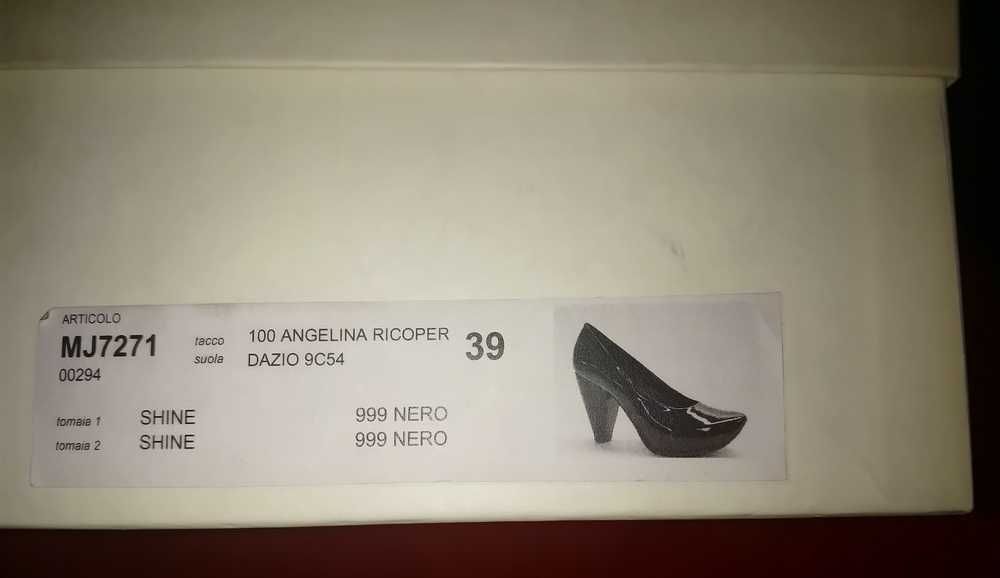 ARTICOLO
MJ7271
00294
tacco 100 ANGELINA RICOPER 39
suola DAZIO 9C54
tomaia 1 SHINE 999 NERO
tomaia 2 SHINE 999 NERO